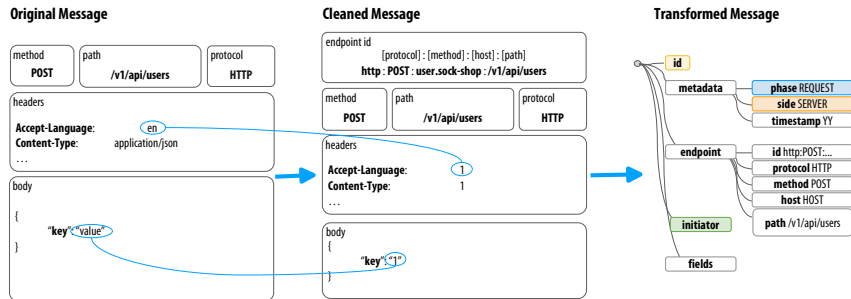 Original Message
method
POST
path
/v1/api/users
protocol
HTTP
headers
Accept-Language: en
Content-Type: application/json
...
body
{
"key": "value"
}
Cleaned Message
endpoint id
[protocol] : [method] : [host] : [path]
http : POST : user.sock-shop : /v1/api/users
method
POST
path
/v1/api/users
protocol
HTTP
headers
Accept-Language: 1
Content-Type: 1
...
body
{
"key": "1"
}
Transformed Message
id
metadata
phase REQUEST
side SERVER
timestamp YY
endpoint
id http:POST:...
protocol HTTP
method POST
host HOST
path /v1/api/users
initiator
fields